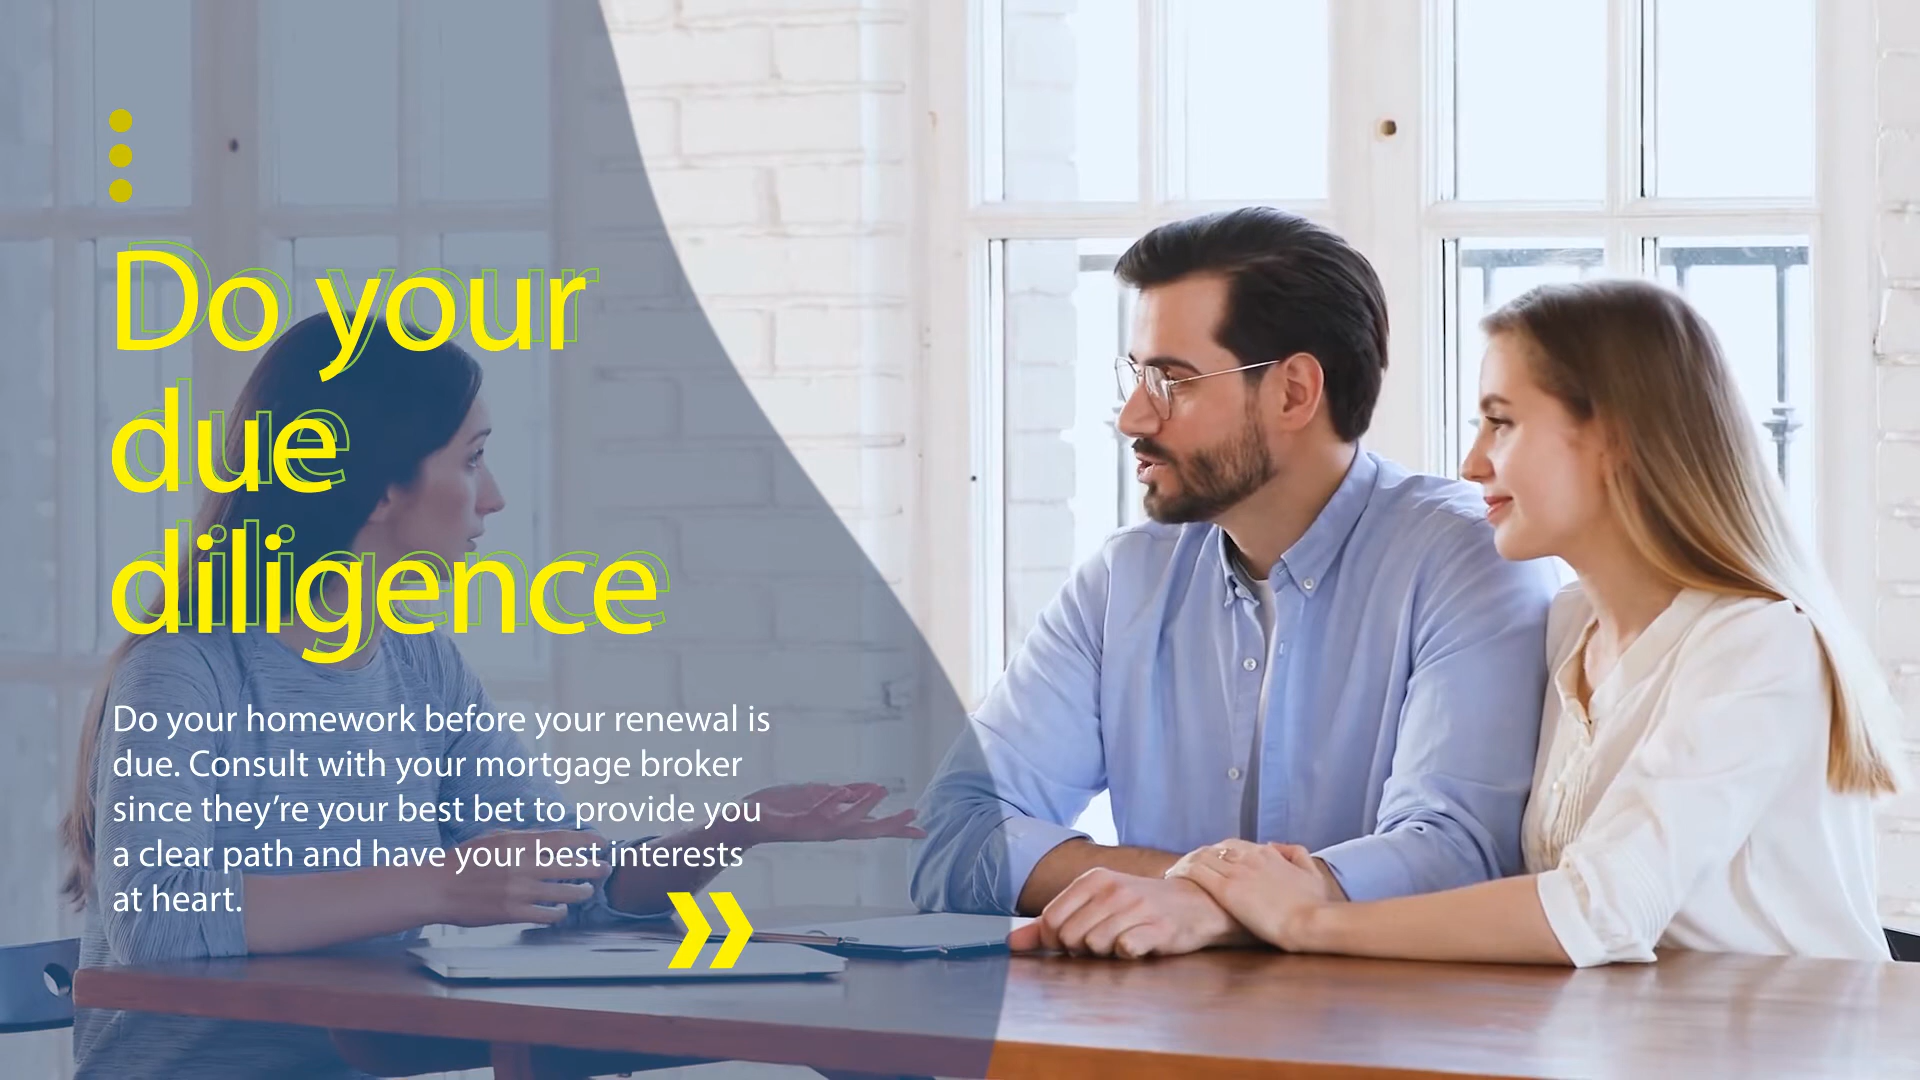 Do your
due
diligence
Do your homework before your renewal is
due. Consult with your mortgage broker
since they’re your best bet to provide you
a clear path and have your best interests
at heart.